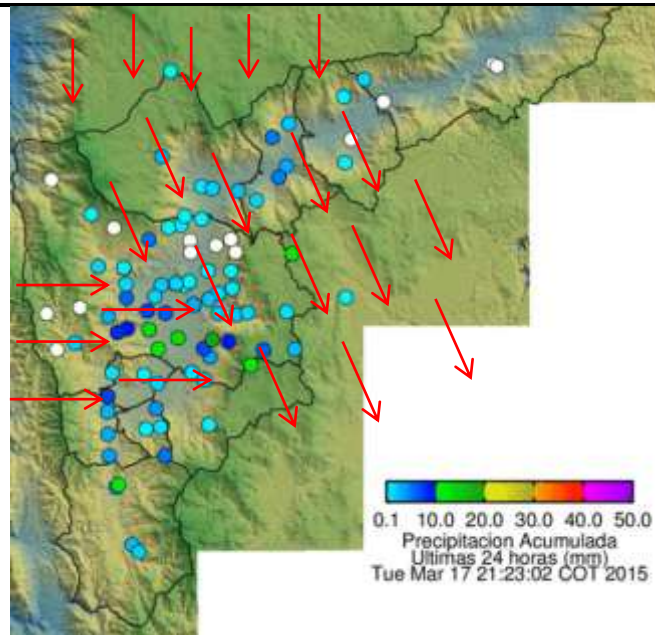 0.1 10.0 20.0 30.0 40.0 50.0
Precipitacion Acumulada
Ultimas 24 horas (mm)
Tue Mar 17 21:23:02 COT 2015